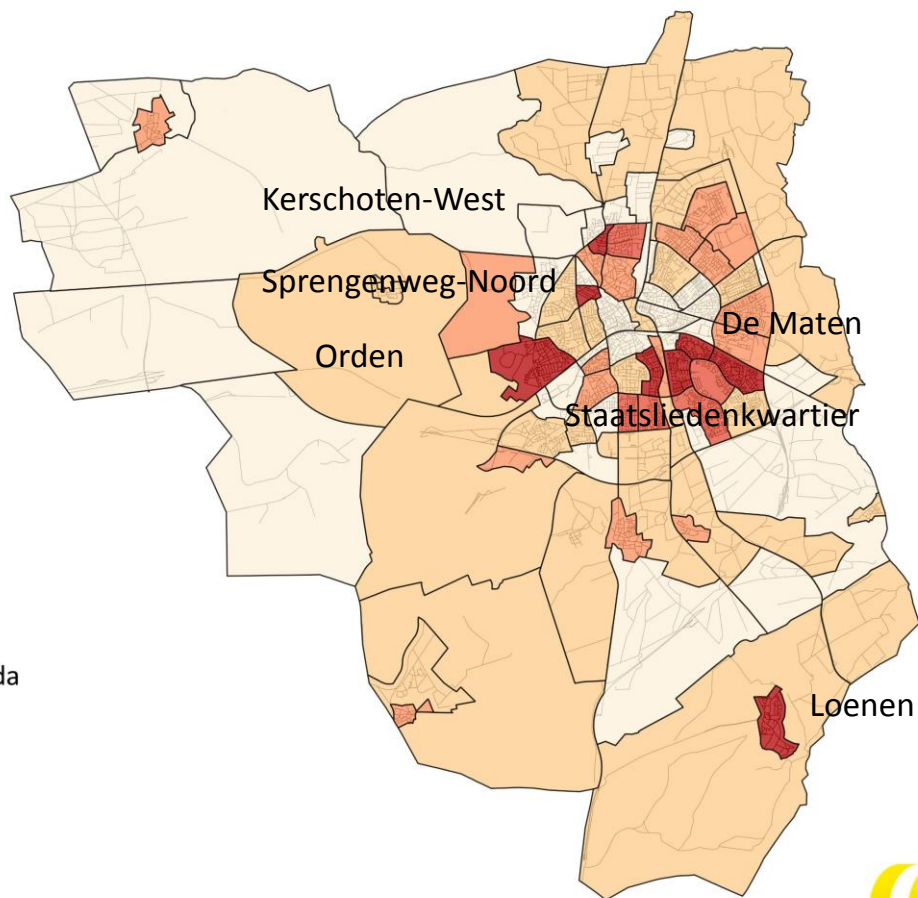 Kerschoten-West
Sprengenweg-Noord
De Maten
Orden
Staatsliedenkwartier
da
Loenen